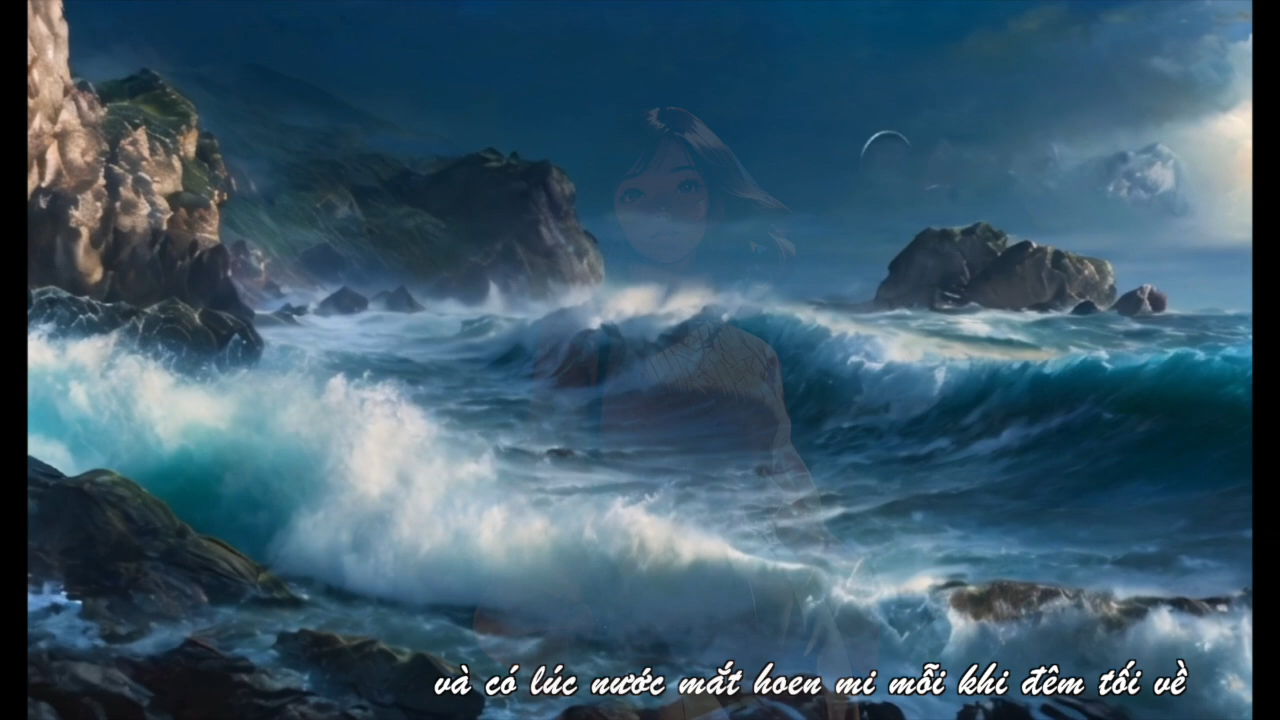 và có lúc nước mắt hoen mi mỗi khi đêm tối về